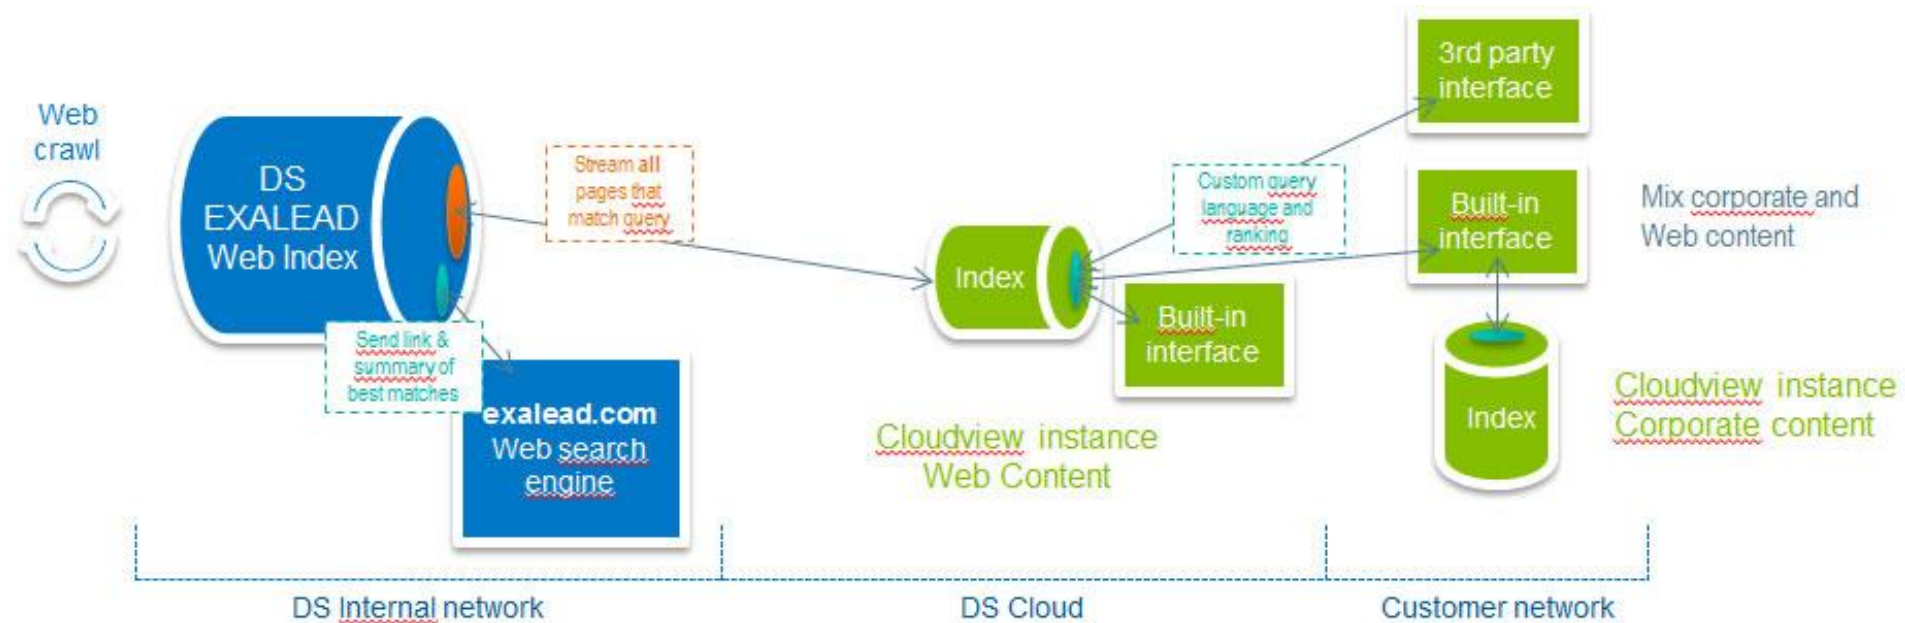 Web
crawl
DS
EXALEAD
Web Index
Stream all
pages that
match query
Send link &
summary of
best matches
exalead.com
Web search
engine
Index
Built-in
interface
Cloudview instance
Web Content
Custom query
language and
ranking
3rd party
interface
Built-in
interface
Mix corporate and
Web content
Index
Cloudview instance
Corporate content
DS Internal network
DS Cloud
Customer network